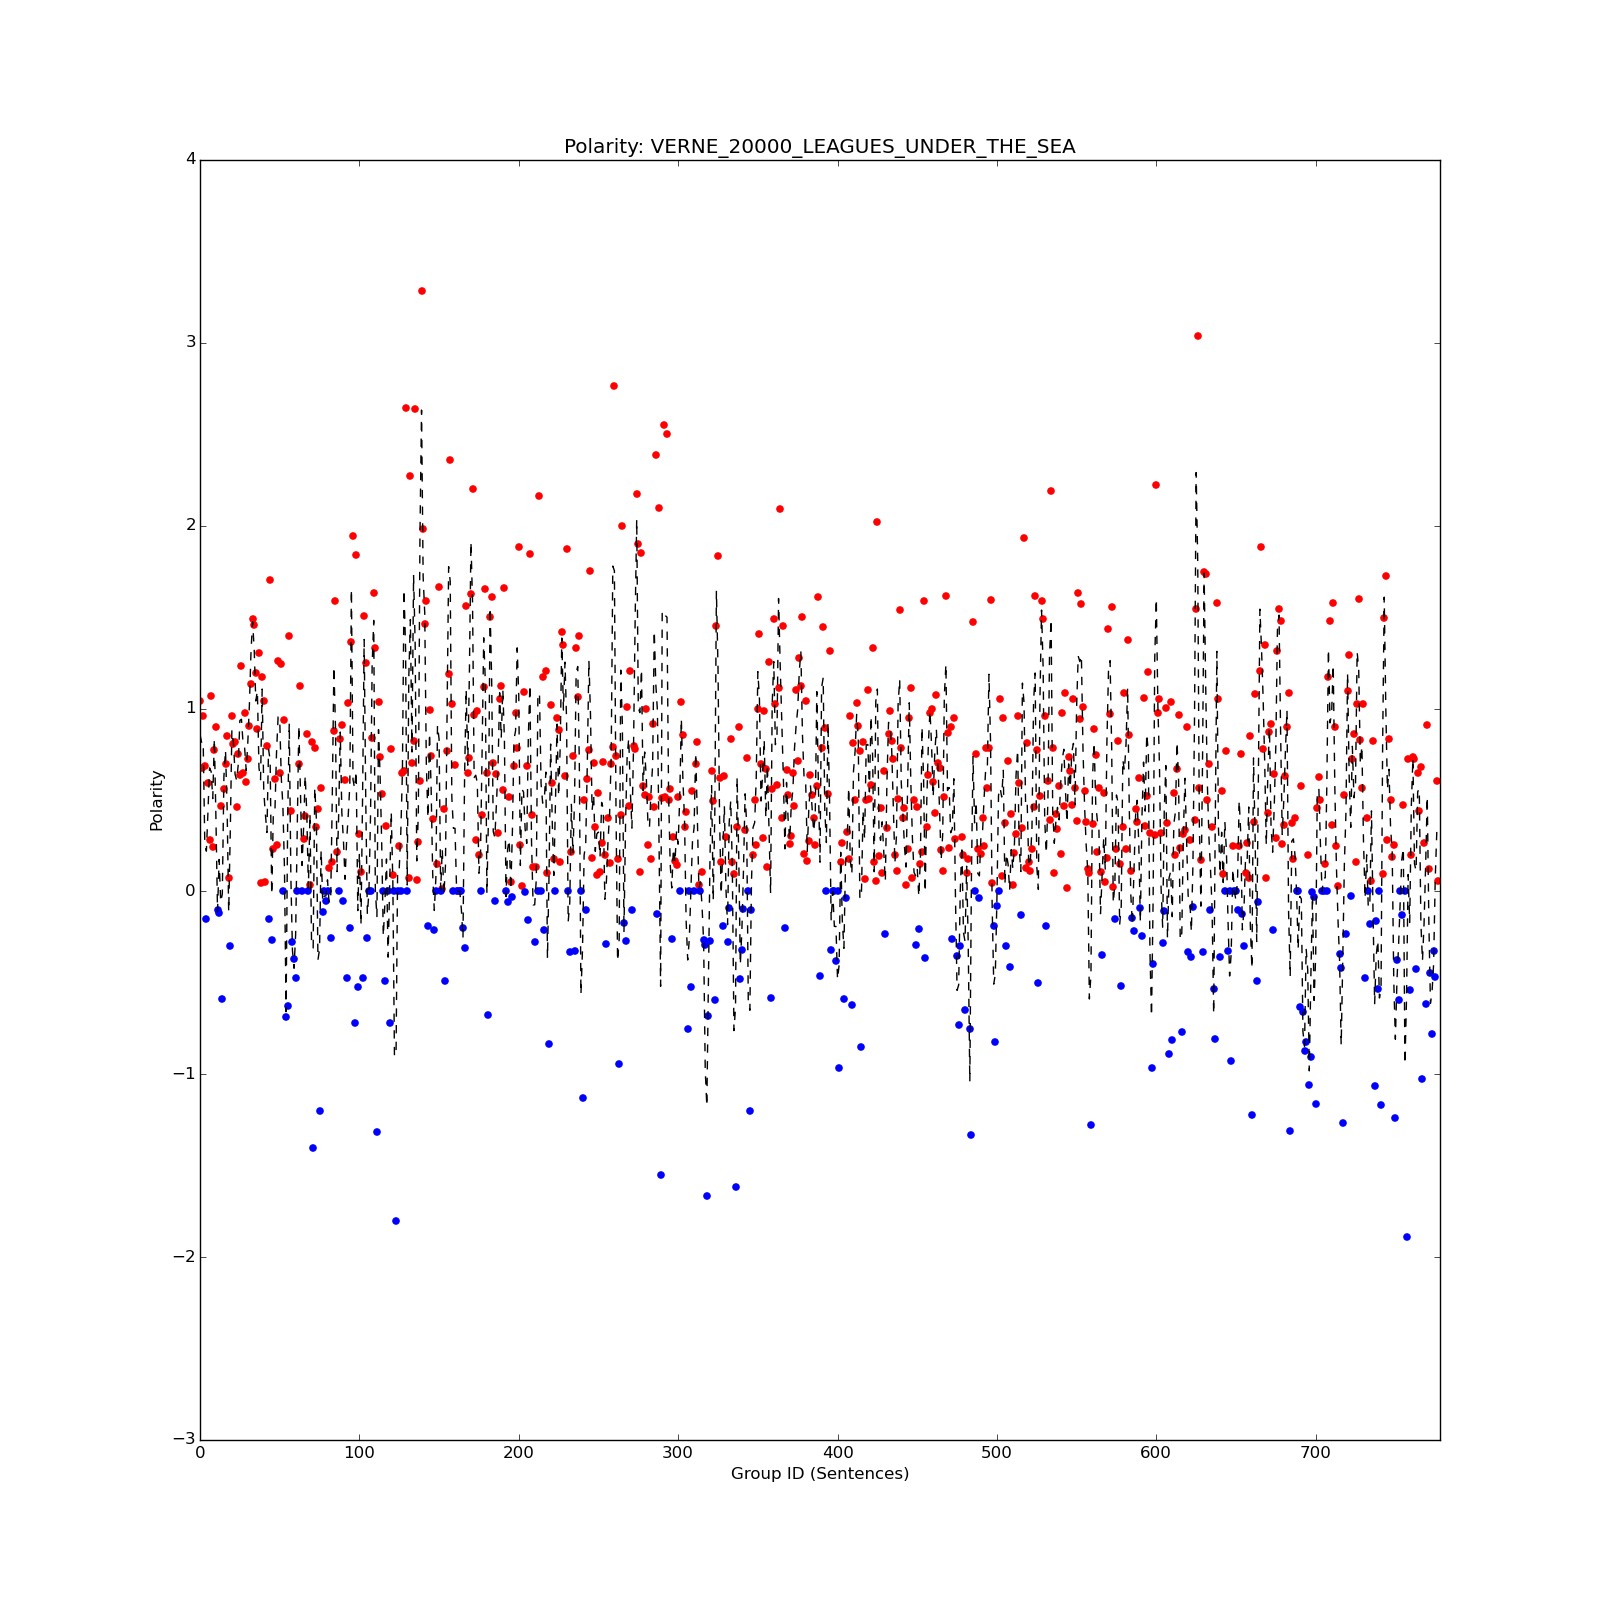 Polarity: VERNE_20000_LEAGUES_UNDER_THE_SEA
4
3
2
1
0
−1
−2
−3
Polarity
0 100 200 300 400 500 600 700
Group ID (Sentences)